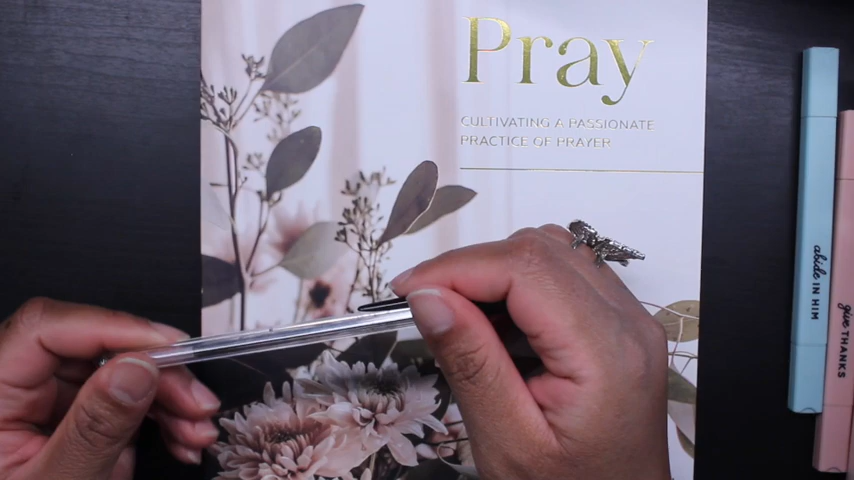 Pray
CULTIVATING A PASSIONATE
PRACTICE OF PRAYER
abide IN HIM
give THANKS